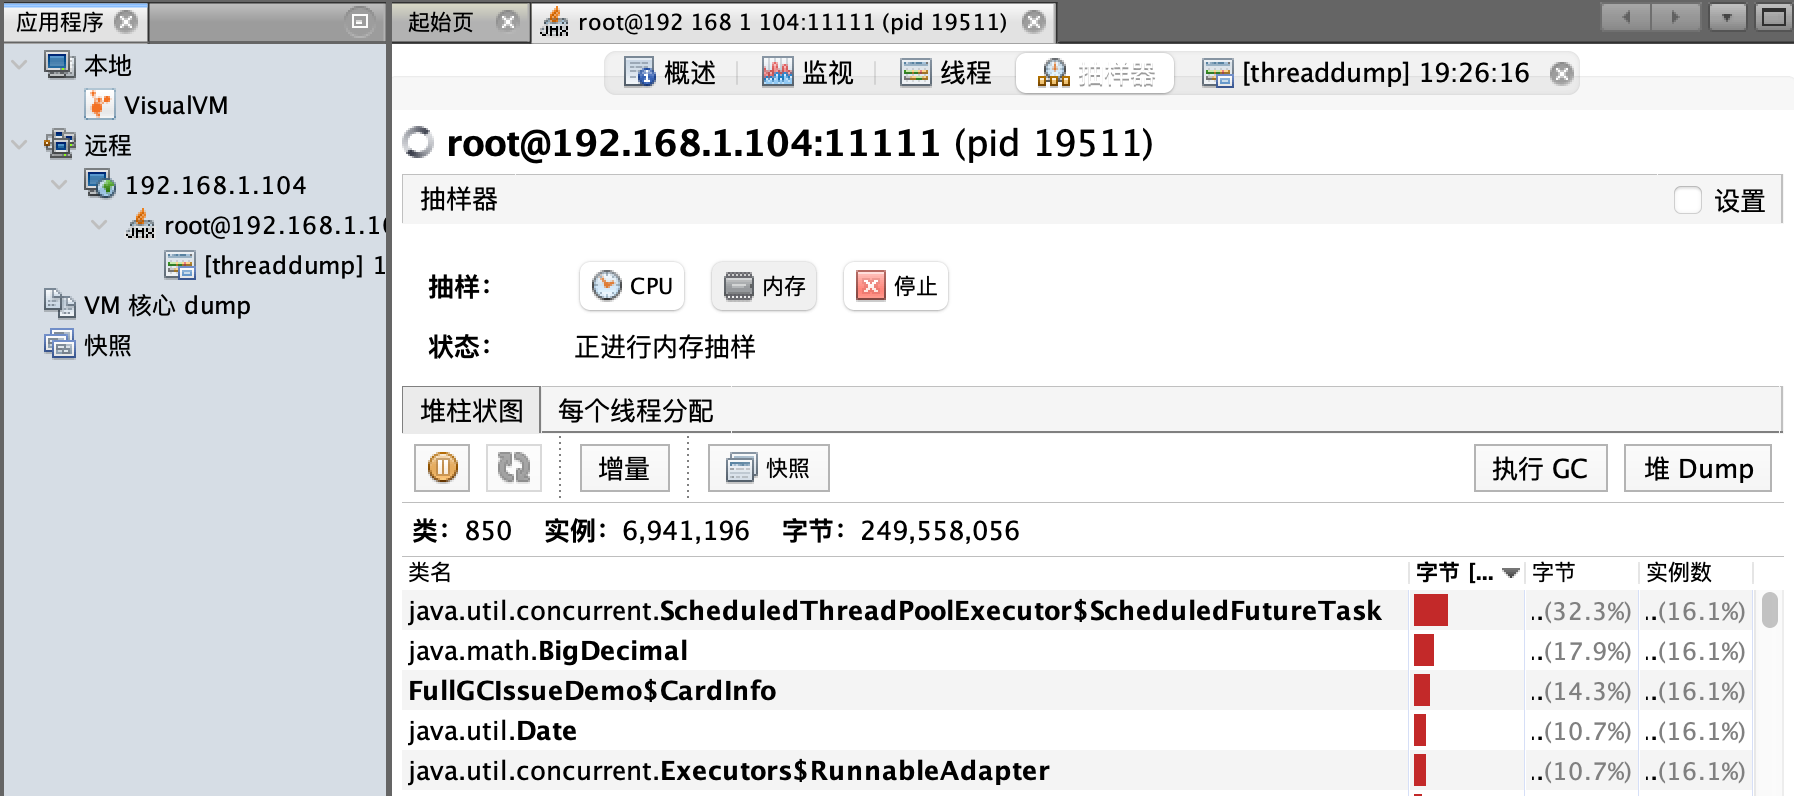 应用程序
本地
VisualVM
远程
192.168.1.104
root@192.168.1.10
[threaddump] 1
VM 核心 dump
快照
起始页
root@192 168 1 104:11111 (pid 19511)
概述 监视 线程 抽样器 [threaddump] 19:26:16
root@192.168.1.104:11111 (pid 19511)
抽样器 设置
抽样： CPU 内存 停止
状态： 正进行内存抽样
堆柱状图 每个线程分配
增量 快照 执行 GC 堆 Dump
类： 850 实例： 6,941,196 字节： 249,558,056
类名 字节 [... 字节 实例数
java.util.concurrent.ScheduledThreadPoolExecutor$ScheduledFutureTask ..(32.3%) ..(16.1%)
java.math.BigDecimal ..(17.9%) ..(16.1%)
FullGCIssueDemo$CardInfo ..(14.3%) ..(16.1%)
java.util.Date ..(10.7%) ..(16.1%)
java.util.concurrent.Executors$RunnableAdapter ..(10.7%) ..(16.1%)